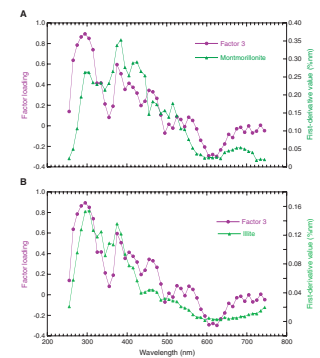 A
1.0
0.8
0.6
0.4
0.2
0
-0.2
-0.4
Factor loading
0.40
0.35
0.30
0.25
0.20
0.15
0.10
0.05
0
First-derivative value (%nm)
Factor 3
Montmorillonite
B
1.0
0.8
0.6
0.4
0.2
0
-0.2
-0.4
Factor loading
0.16
0.12
0.08
0.04
0.02
0
First-derivative value (%nm)
Factor 3
Illite
200 300 400 500 600 700 800
Wavelength (nm)